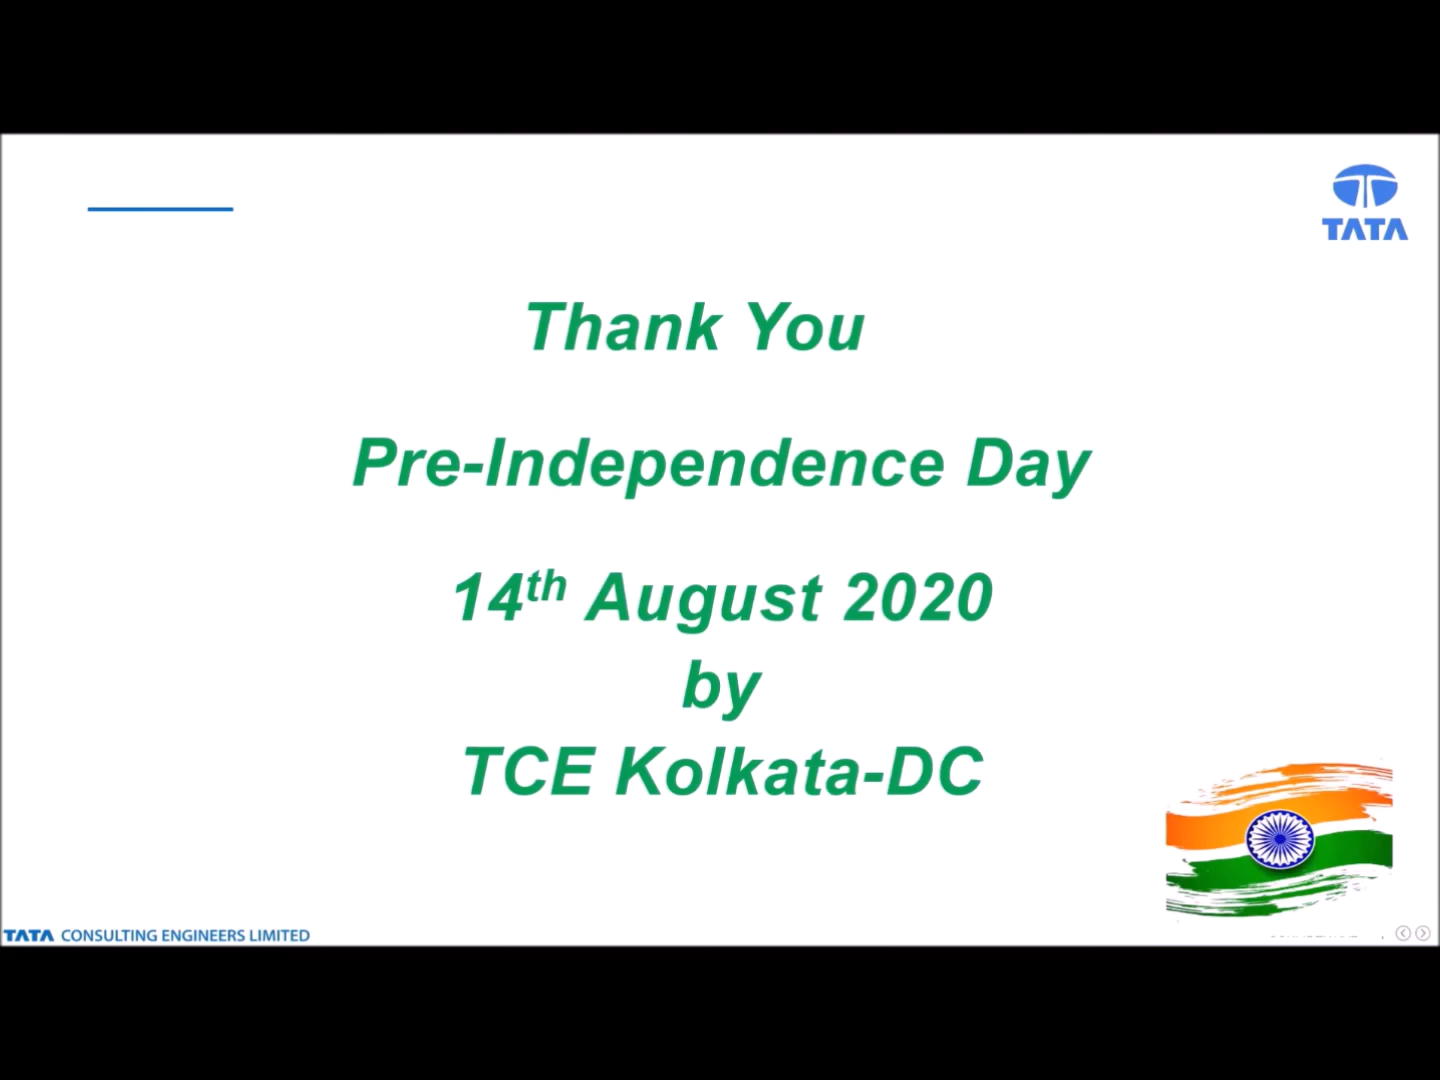 TATA
Thank You
Pre-Independence Day
14th August 2020
by
TCE Kolkata-DC
TATA CONSULTING ENGINEERS LIMITED